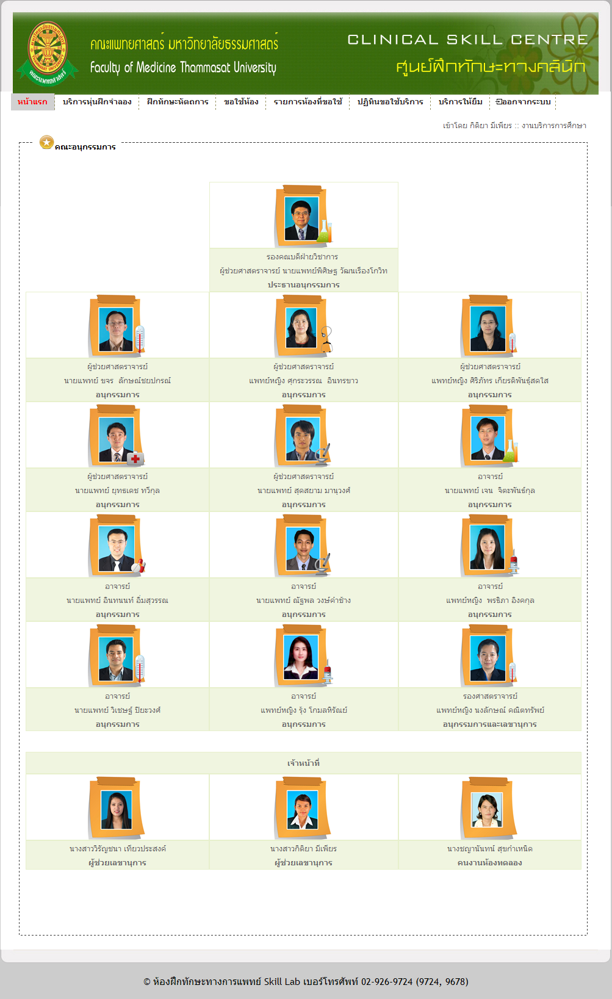 คณะแพทยศาสตร์ มหาวิทยาลัยธรรมศาสตร์
Faculty of Medicine Thammasat University
CLINICAL SKILL CENTRE
ศูนย์ฝึกทักษะทางคลินิก
คณะแพทยศาสตร์
หน้าแรก บริการหุ่นฝึกจำลอง ฝึกทักษะหัตถการ ขอใช้ห้อง รายการห้องที่ขอใช้ ปฏิทินขอใช้บริการ บริการให้ยืม ออกจากระบบ
เข้าโดย กิติยา มีเพียร :: งานบริการการศึกษา
คณะอนุกรรมการ
รองคณบดีฝ่ายวิชาการ
ผู้ช่วยศาสตราจารย์ นายแพทย์พิศิษฐ วัฒนเรืองโกวิท
ประธานอนุกรรมการ
ผู้ช่วยศาสตราจารย์ ผู้ช่วยศาสตราจารย์ ผู้ช่วยศาสตราจารย์
นายแพทย์ ขจร ลักษณ์ชยปกรณ์ แพทย์หญิง ศุกระวรรณ อินทรขาว แพทย์หญิง ศิริภัทร เกียรติพันธุ์สดใส
อนุกรรมการ อนุกรรมการ อนุกรรมการ
ผู้ช่วยศาสตราจารย์ ผู้ช่วยศาสตราจารย์ อาจารย์
นายแพทย์ ยุทธเดช ทวีกุล นายแพทย์ สุดสยาม มานุวงศ์ นายแพทย์ เจน จิตะพันธ์กุล
อนุกรรมการ อนุกรรมการ อนุกรรมการ
อาจารย์ อาจารย์ อาจารย์
นายแพทย์ อินทนนท์ อิ่มสุวรรณ นายแพทย์ ณัฐพล วงษ์คำช้าง แพทย์หญิง พรธิภา อิงคกุล
อนุกรรมการ อนุกรรมการ อนุกรรมการ
อาจารย์ อาจารย์ รองศาสตราจารย์
นายแพทย์ วิเชษฐ์ ปิยะวงศ์ แพทย์หญิง รุ้ง โกมลหิรัณย์ แพทย์หญิง นงลักษณ์ คณิตทรัพย์
อนุกรรมการ อนุกรรมการ อนุกรรมการและเลขานุการ
เจ้าหน้าที่
นางสาววิรัญชนา เทียวประสงค์ นางสาวกิติยา มีเพียร นางชญานันทน์ สุขกำเหนิด
ผู้ช่วยเลขานุการ ผู้ช่วยเลขานุการ คนงานห้องทดลอง
© ห้องฝึกทักษะทางการแพทย์ Skill Lab เบอร์โทรศัพท์ 02-926-9724 (9724, 9678)